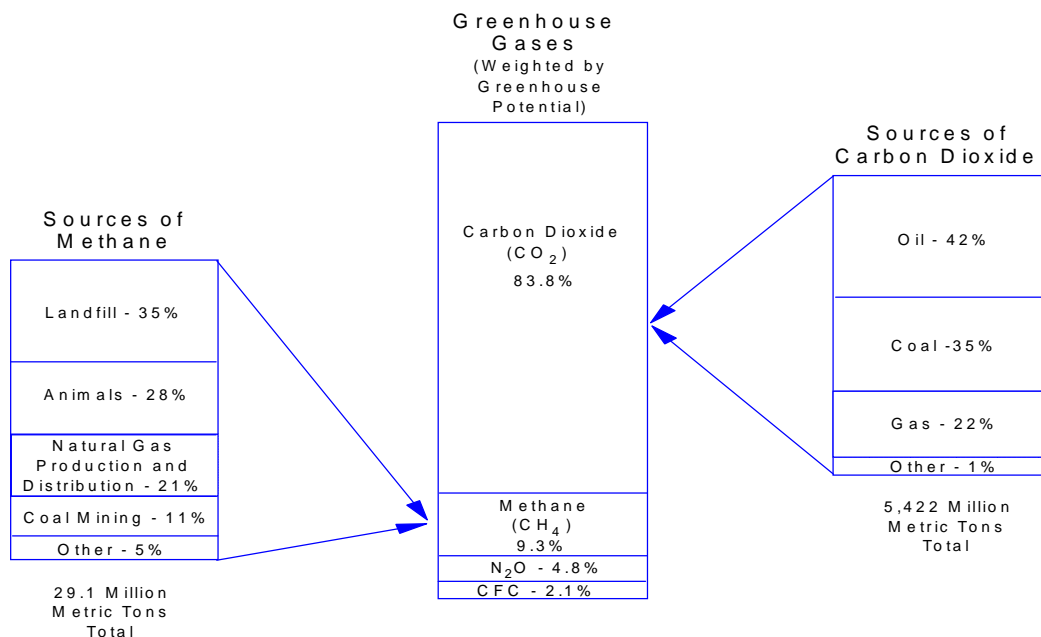 Greenhouse
Gases
(Weighted by
Greenhouse
Potential)
Carbon Dioxide
(CO2)
83.8%
Methane
(CH4)
9.3%
N2O - 4.8%
CFC - 2.1%
Sources of
Methane
Landfill - 35%
Animals - 28%
Natural Gas
Production and
Distribution - 21%
Coal Mining - 11%
Other - 5%
29.1 Million
Metric Tons
Total
Sources of
Carbon Dioxide
Oil - 42%
Coal -35%
Gas - 22%
Other - 1%
5,422 Million
Metric Tons
Total